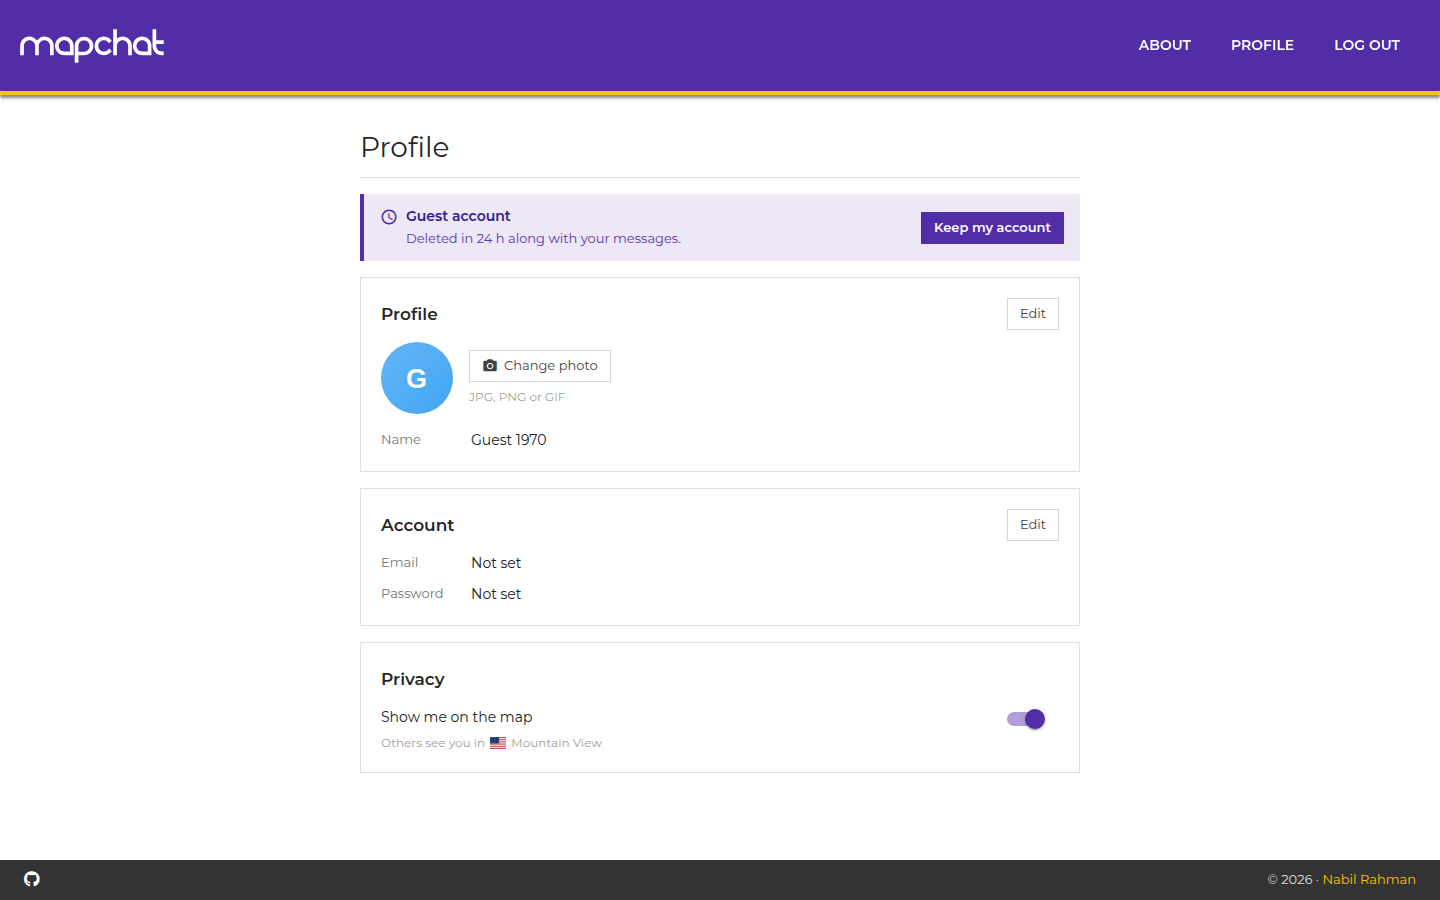 mapchat
ABOUT
PROFILE
LOG OUT
Profile
Guest account
Deleted in 24 h along with your messages.
Keep my account
Profile
Edit
G
Change photo
JPG, PNG or GIF
Name
Guest 1970
Account
Edit
Email
Not set
Password
Not set
Privacy
Show me on the map
Others see you in Mountain View
© 2026 · Nabil Rahman